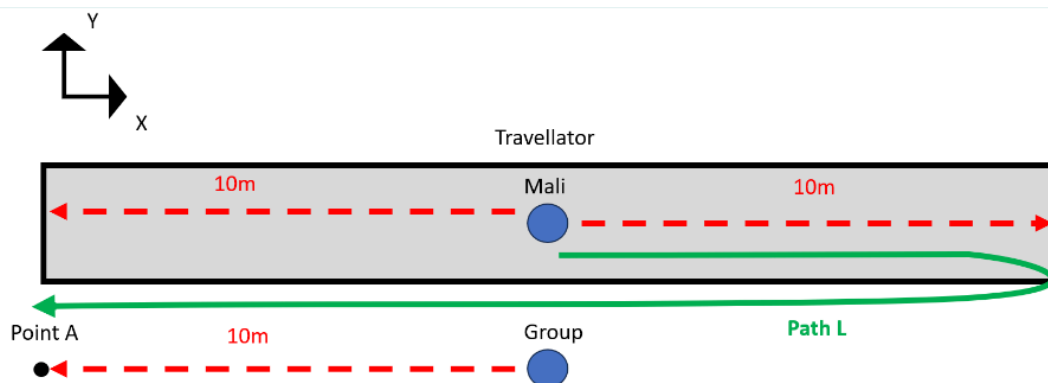 Y
X
Travellator
10m
Mali
10m
Point A
10m
Group
Path L